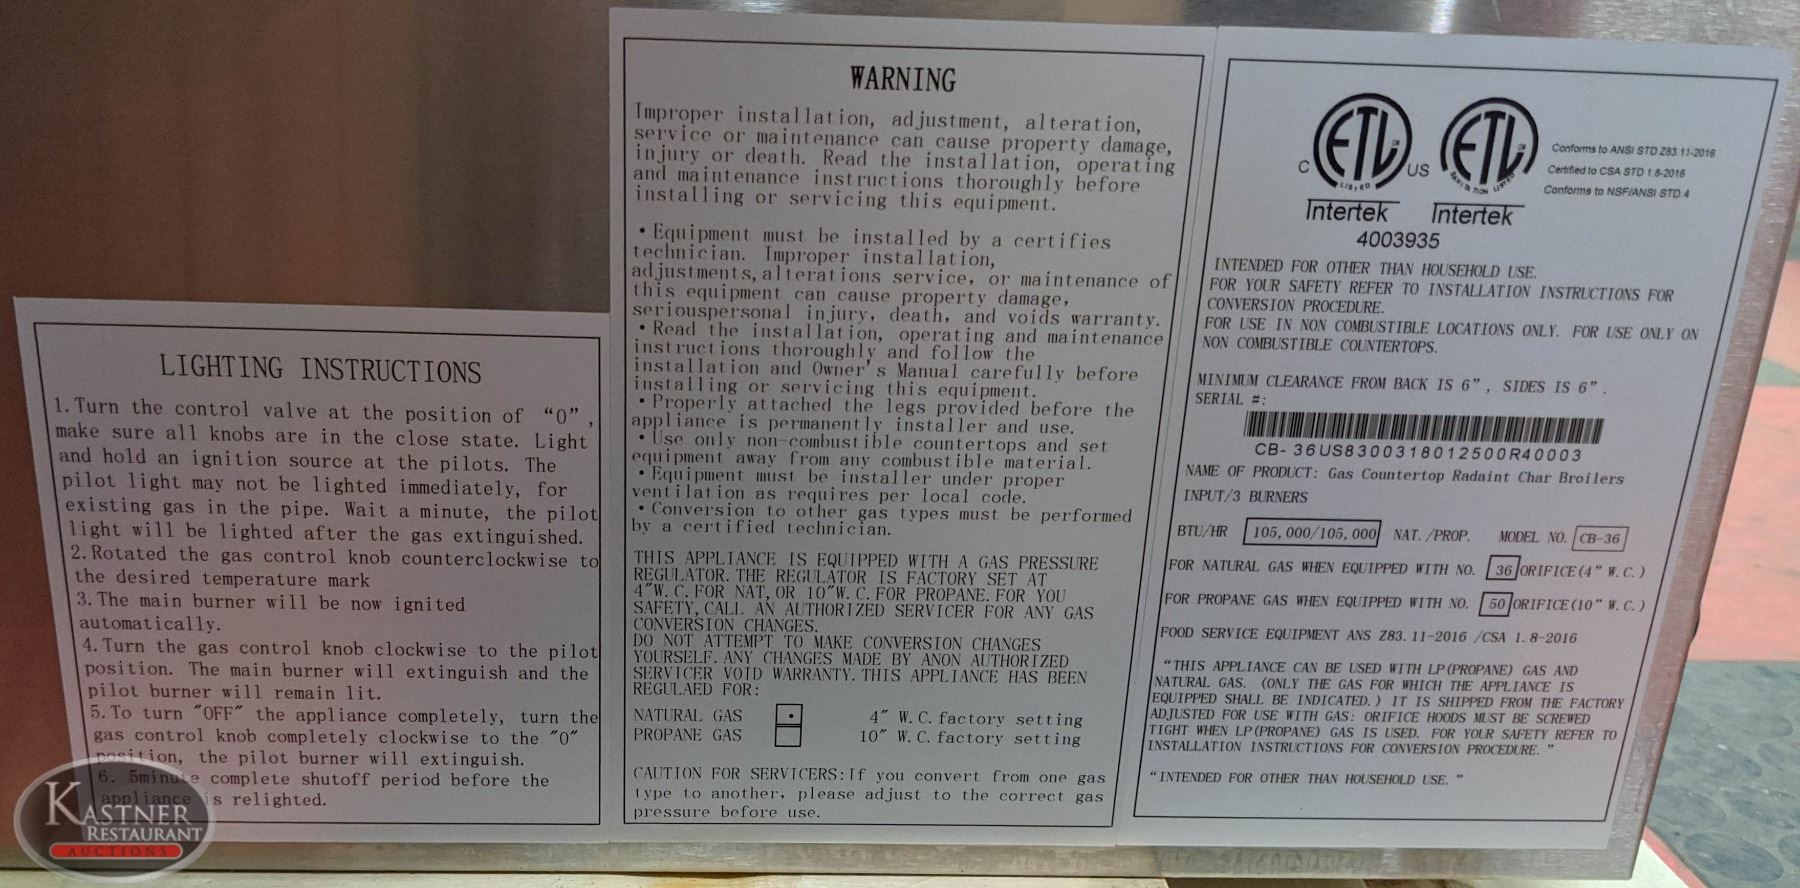 LIGHTING INSTRUCTIONS
1. Turn the control valve at the position of “0”,
make sure all knobs are in the close state. Light
and hold an ignition source at the pilots. The
pilot light may not be lighted immediately, for
existing gas in the pipe. Wait a minute, the pilot
light will be lighted after the gas extinguished.
2. Rotated the gas control knob counterclockwise to
the desired temperature mark
3. The main burner will be now ignited
automatically.
4. Turn the gas control knob clockwise to the pilot
position. The main burner will extinguish and the
pilot burner will remain lit.
5. To turn "OFF" the appliance completely, turn the
gas control knob completely clockwise to the "0"
position, the pilot burner will extinguish.
6. 5minute complete shutoff period before the
appliance is relighted.
KASTNER
RESTAURANT
AUCTIONS
WARNING
Improper installation, adjustment, alteration,
service or maintenance can cause property damage,
injury or death. Read the installation, operating
and maintenance instructions thoroughly before
installing or servicing this equipment.
• Equipment must be installed by a certifies
technician. Improper installation,
adjustments, alterations service, or maintenance of
this equipment can cause property damage,
seriouspersonal injury, death, and voids warranty.
• Read the installation, operating and maintenance
instructions thoroughly and follow the
installation and Owner's Manual carefully before
installing or servicing this equipment.
• Properly attached the legs provided before the
appliance is permanently installer and use.
• Use only non-combustible countertops and set
equipment away from any combustible material.
• Equipment must be installer under proper
ventilation as requires per local code.
• Conversion to other gas types must be performed
by a certified technician.
THIS APPLIANCE IS EQUIPPED WITH A GAS PRESSURE
REGULATOR. THE REGULATOR IS FACTORY SET AT
4"W. C. FOR NAT, OR 10"W. C. FOR PROPANE. FOR YOU
SAFETY, CALL AN AUTHORIZED SERVICER FOR ANY GAS
CONVERSION CHANGES.
DO NOT ATTEMPT TO MAKE CONVERSION CHANGES
YOURSELF. ANY CHANGES MADE BY ANON AUTHORIZED
SERVICER VOID WARRANTY. THIS APPLIANCE HAS BEEN
REGULAED FOR:
NATURAL GAS 4" W. C. factory setting
PROPANE GAS 10" W. C. factory setting
CAUTION FOR SERVICERS: If you convert from one gas
type to another, please adjust to the correct gas
pressure before use.
C ETL US ETL
LISTED SANITATION LISTED
Intertek Intertek
4003935
Conforms to ANSI STD Z83.11-2016
Certified to CSA STD 1.8-2016
Conforms to NSF/ANSI STD.4
INTENDED FOR OTHER THAN HOUSEHOLD USE.
FOR YOUR SAFETY REFER TO INSTALLATION INSTRUCTIONS FOR
CONVERSION PROCEDURE.
FOR USE IN NON COMBUSTIBLE LOCATIONS ONLY. FOR USE ONLY ON
NON COMBUSTIBLE COUNTERTOPS.
MINIMUM CLEARANCE FROM BACK IS 6”, SIDES IS 6”.
SERIAL #:
CB-36US8300318012500R40003
NAME OF PRODUCT: Gas Countertop Radaint Char Broilers
INPUT/3 BURNERS
BTU/HR 105,000/105,000 NAT./PROP. MODEL NO. CB-36
FOR NATURAL GAS WHEN EQUIPPED WITH NO. 36 ORIFICE(4” W. C.)
FOR PROPANE GAS WHEN EQUIPPED WITH NO. 50 ORIFICE(10” W. C.)
FOOD SERVICE EQUIPMENT ANS Z83. 11-2016 /CSA 1. 8-2016
“THIS APPLIANCE CAN BE USED WITH LP(PROPANE) GAS AND
NATURAL GAS. (ONLY THE GAS FOR WHICH THE APPLIANCE IS
EQUIPPED SHALL BE INDICATED.) IT IS SHIPPED FROM THE FACTORY
ADJUSTED FOR USE WITH GAS: ORIFICE HOODS MUST BE SCREWED
TIGHT WHEN LP(PROPANE) GAS IS USED. FOR YOUR SAFETY REFER TO
INSTALLATION INSTRUCTIONS FOR CONVERSION PROCEDURE.”
“INTENDED FOR OTHER THAN HOUSEHOLD USE.”